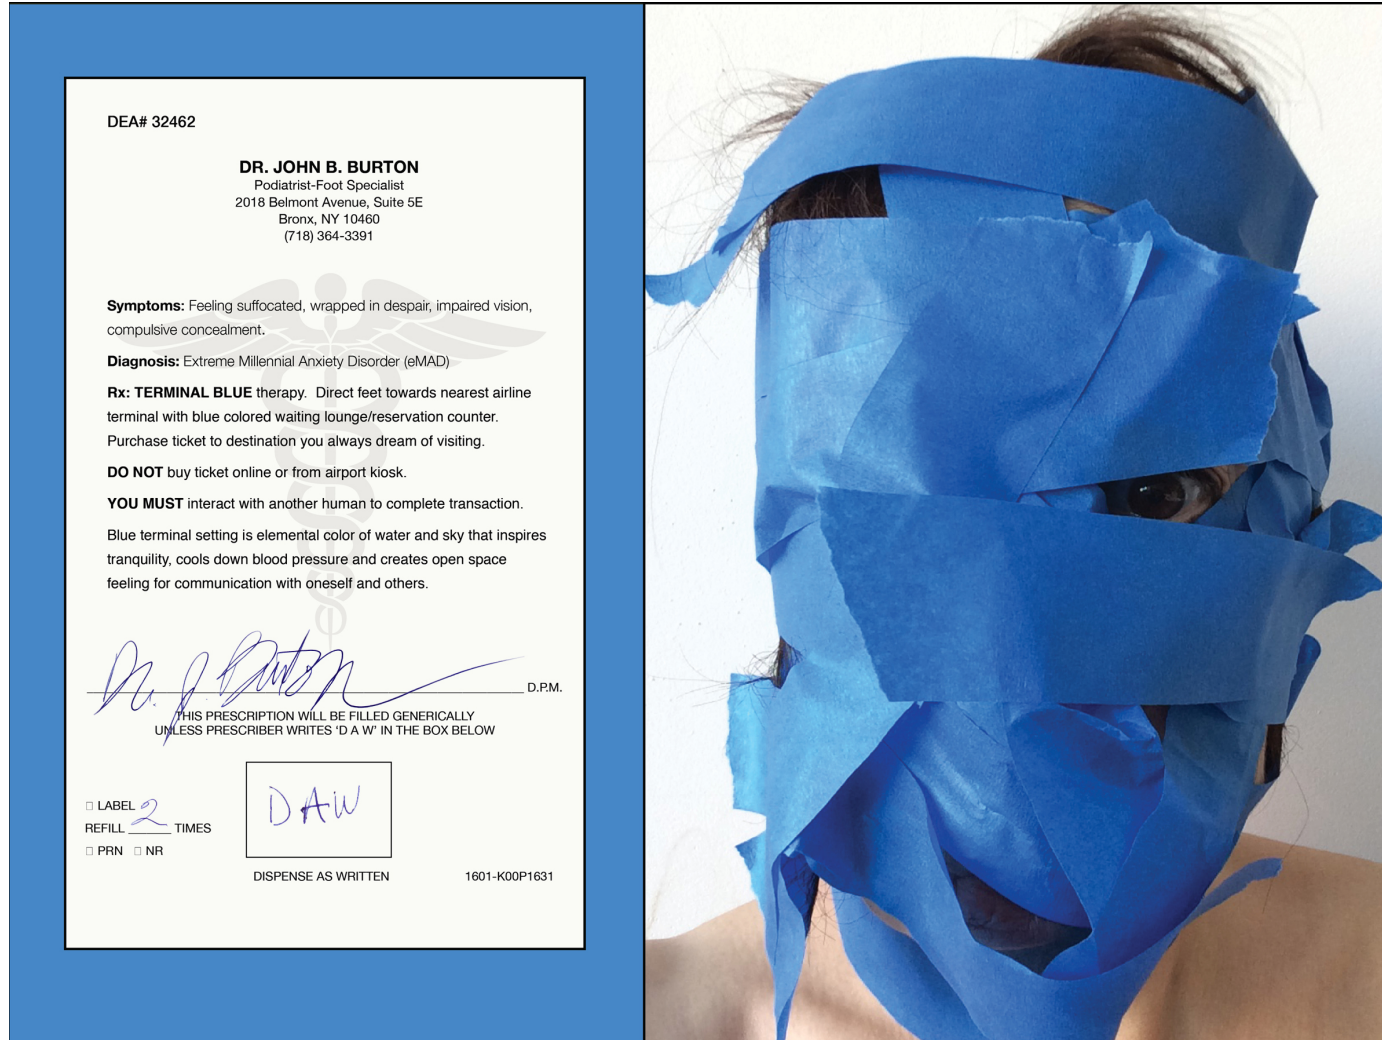 DEA# 32462
DR. JOHN B. BURTON
Podiatrist-Foot Specialist
2018 Belmont Avenue, Suite 5E
Bronx, NY 10460
(718) 364-3391
Symptoms: Feeling suffocated, wrapped in despair, impaired vision,
compulsive concealment.
Diagnosis: Extreme Millennial Anxiety Disorder (eMAD)
Rx: TERMINAL BLUE therapy.  Direct feet towards nearest airline
terminal with blue colored waiting lounge/reservation counter.
Purchase ticket to destination you always dream of visiting.
DO NOT buy ticket online or from airport kiosk.
YOU MUST interact with another human to complete transaction.
Blue terminal setting is elemental color of water and sky that inspires
tranquility, cools down blood pressure and creates open space
feeling for communication with oneself and others.
Dr. J. Burton D.P.M.
THIS PRESCRIPTION WILL BE FILLED GENERICALLY
UNLESS PRESCRIBER WRITES 'D A W' IN THE BOX BELOW
DAW
LABEL
REFILL 2 TIMES
PRN NR
DISPENSE AS WRITTEN
1601-K00P1631